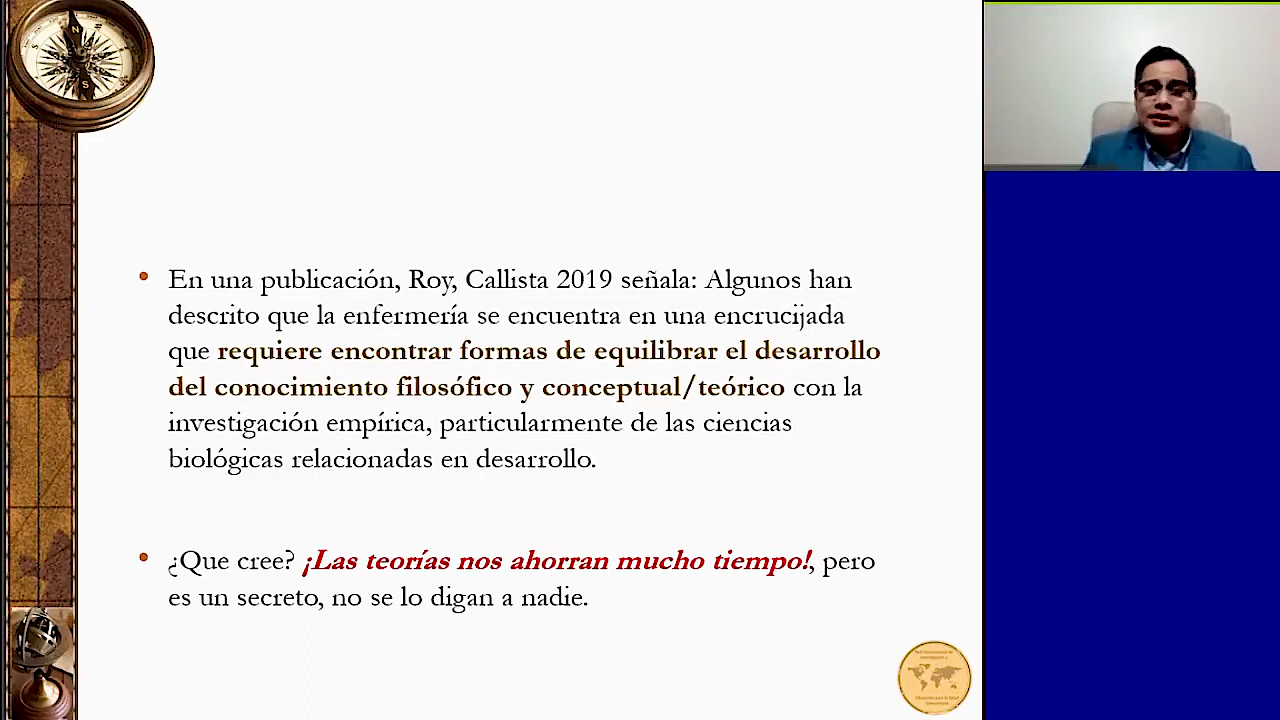 N
S
S
En una publicación, Roy, Callista 2019 señala: Algunos han
descrito que la enfermería se encuentra en una encrucijada
que requiere encontrar formas de equilibrar el desarrollo
del conocimiento filosófico y conceptual/teórico con la
investigación empírica, particularmente de las ciencias
biológicas relacionadas en desarrollo.
¿Que cree? ¡Las teorías nos ahorran mucho tiempo!, pero
es un secreto, no se lo digan a nadie.